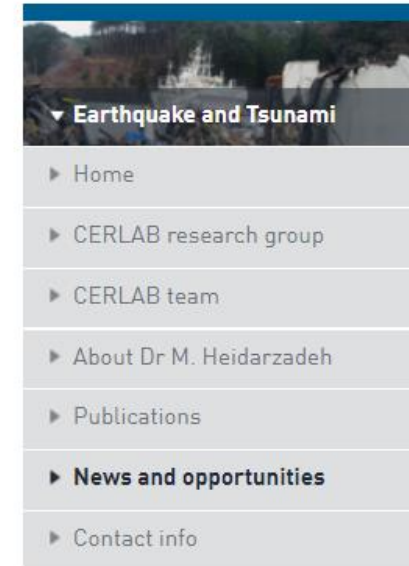 Earthquake and Tsunami
Home
CERLAB research group
CERLAB team
About Dr M. Heidarzadeh
Publications
News and opportunities
Contact info